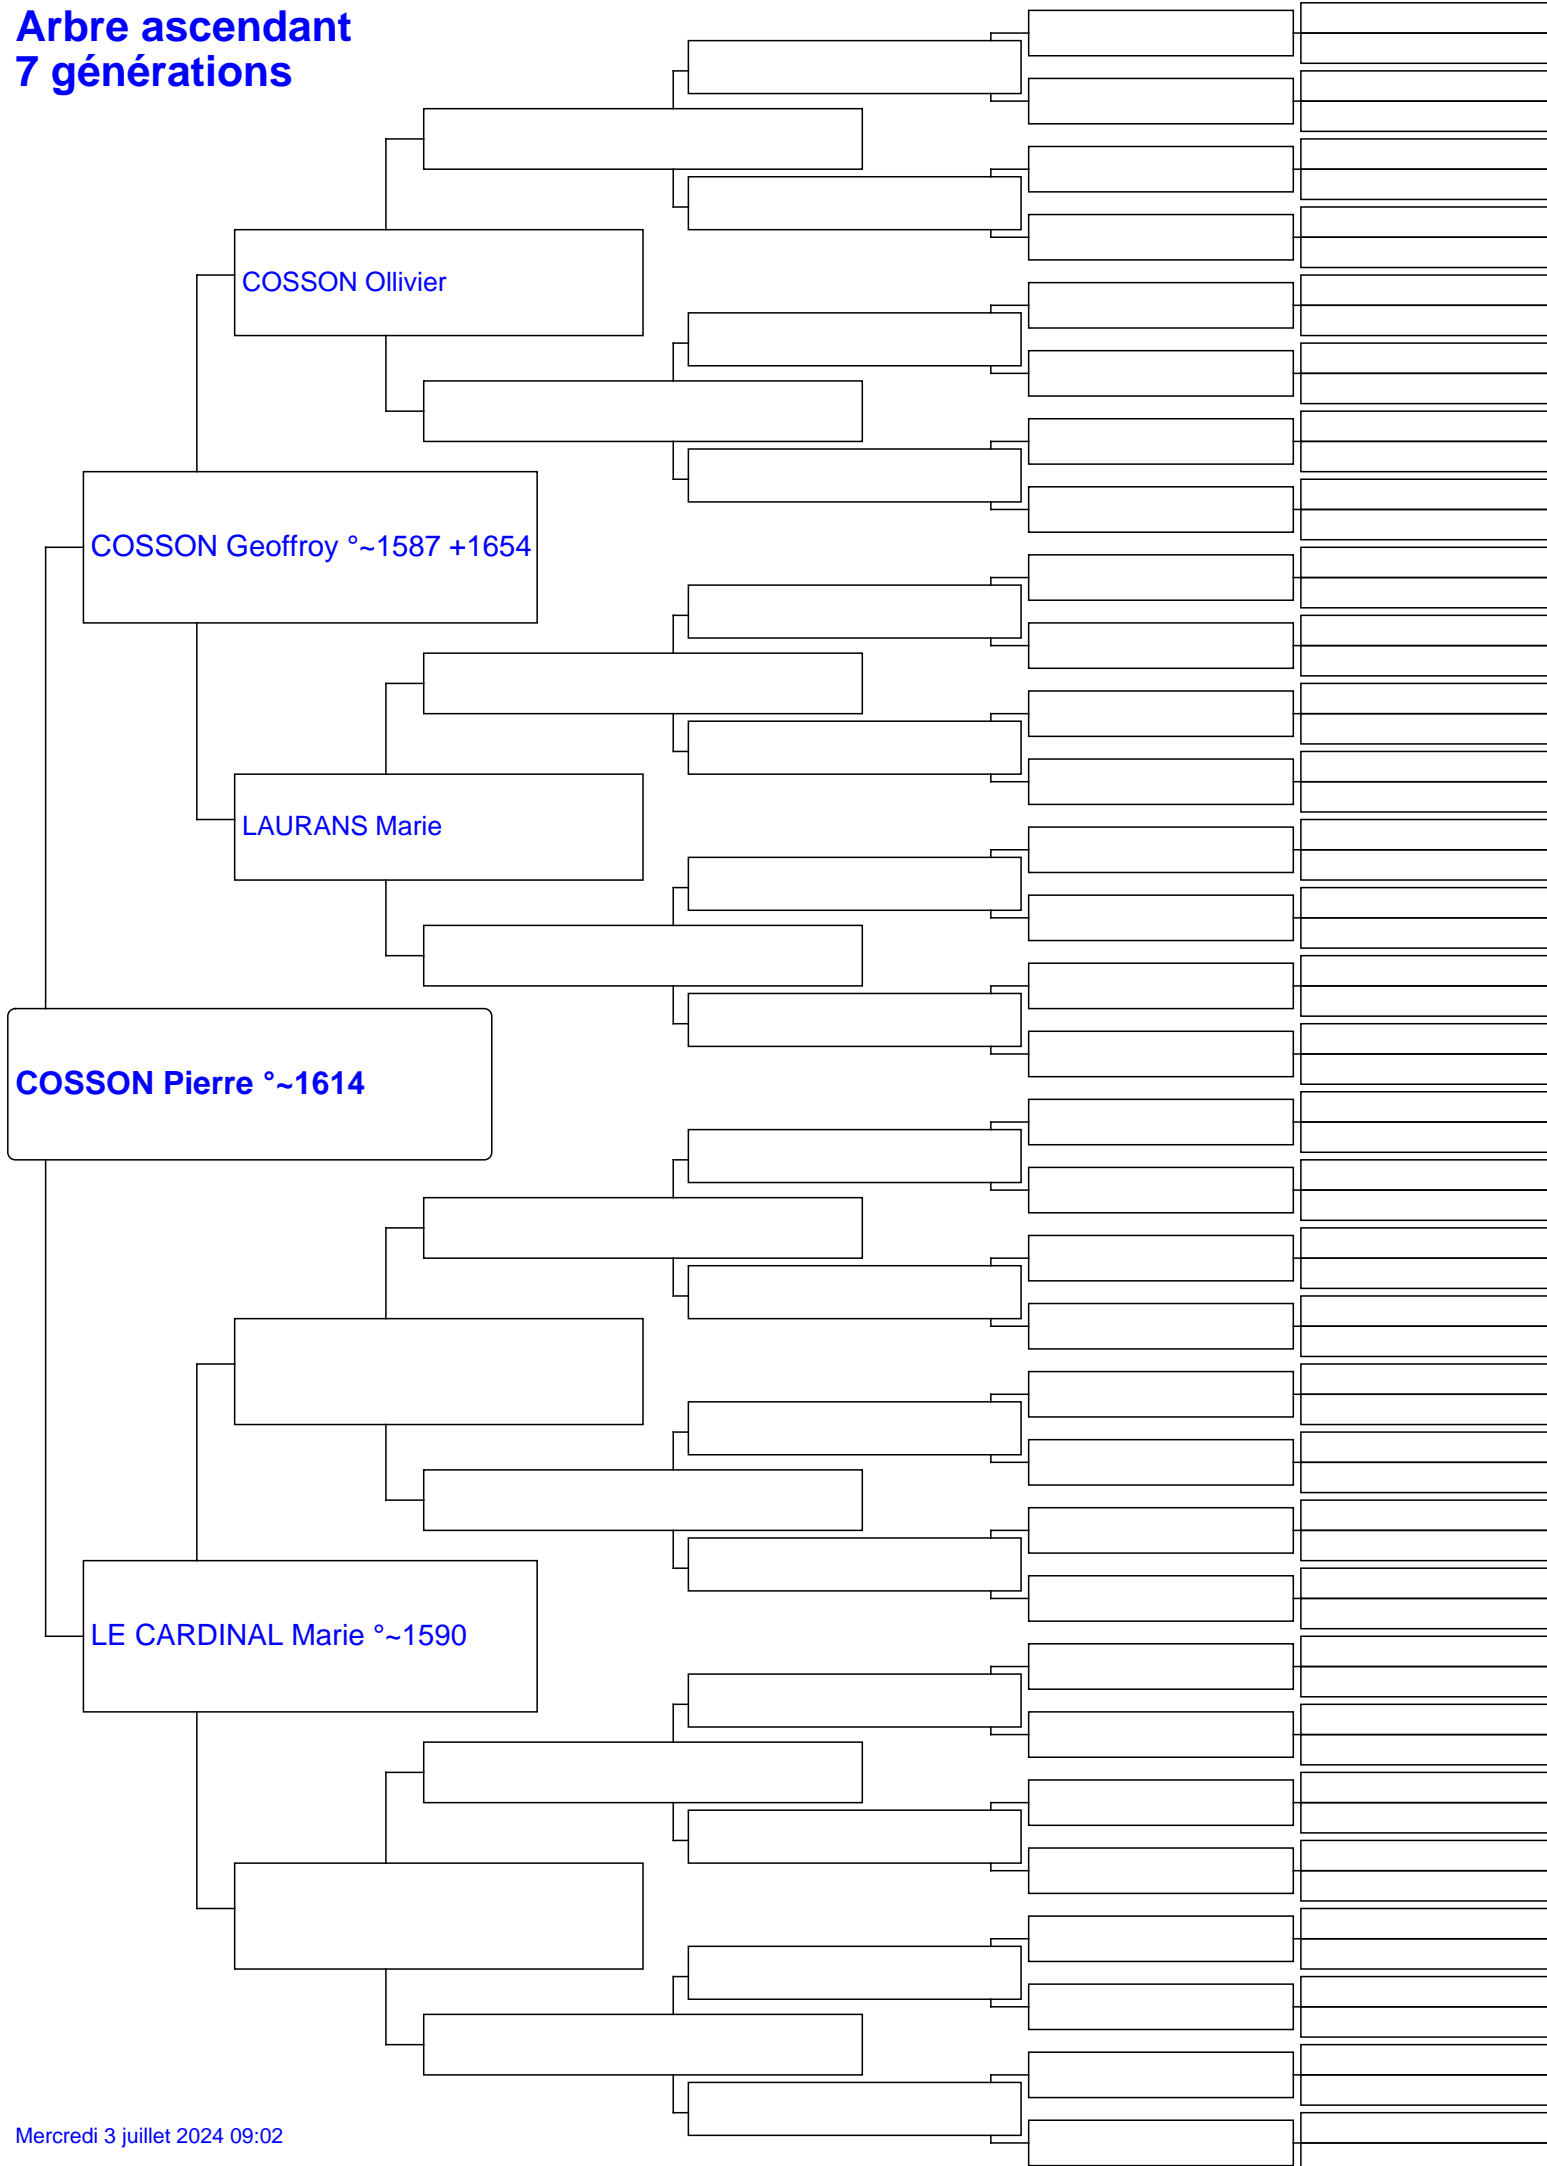 Arbre ascendant
7 générations
COSSON Ollivier
COSSON Geoffroy °~1587 +1654
LAURANS Marie
COSSON Pierre °~1614
LE CARDINAL Marie °~1590
Mercredi 3 juillet 2024 09:02